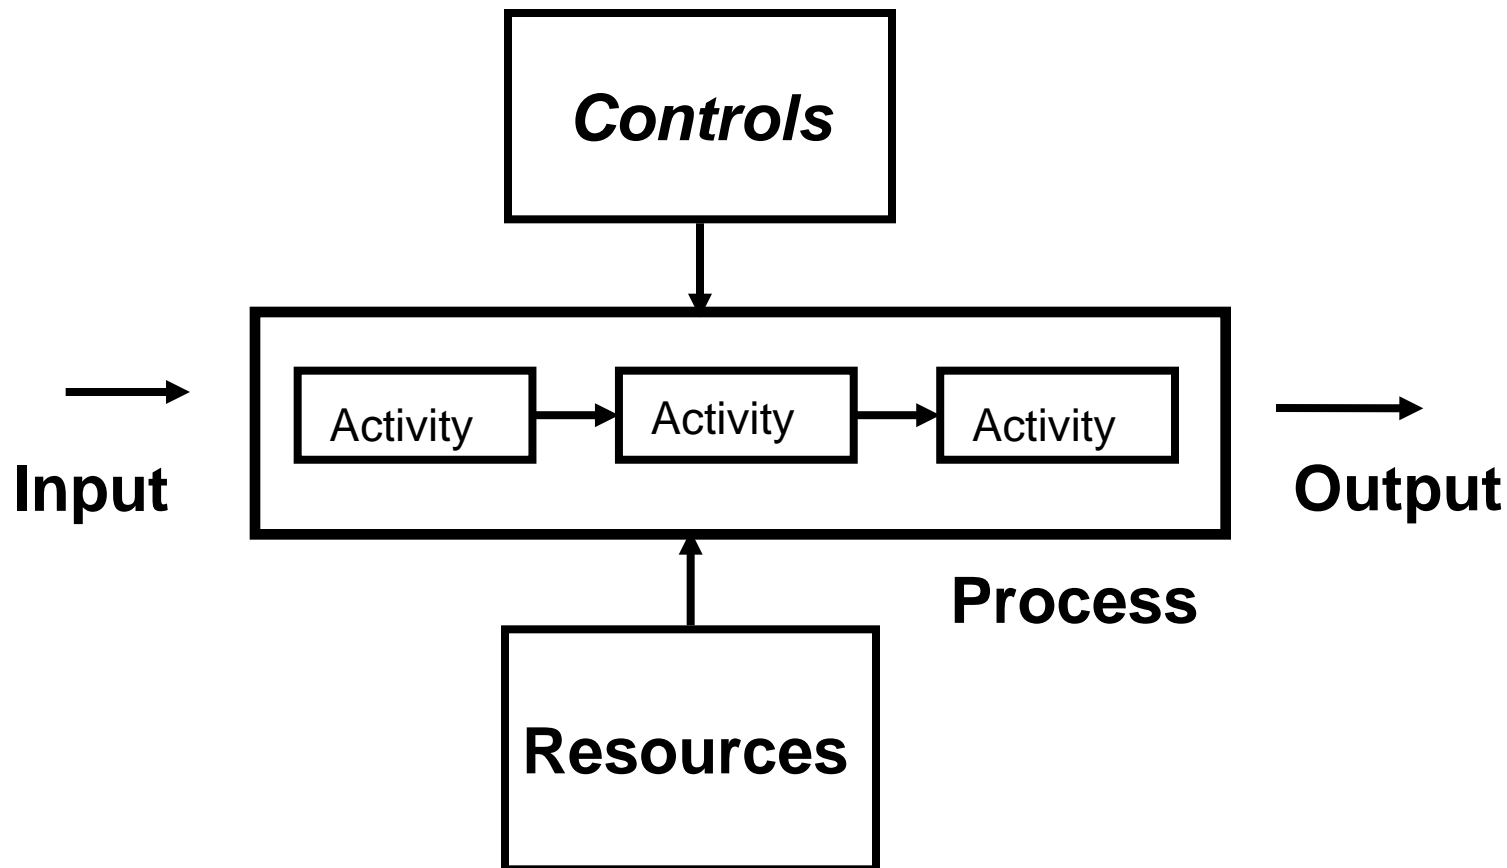 Controls
Activity
Activity
Activity
Input
Output
Process
Resources